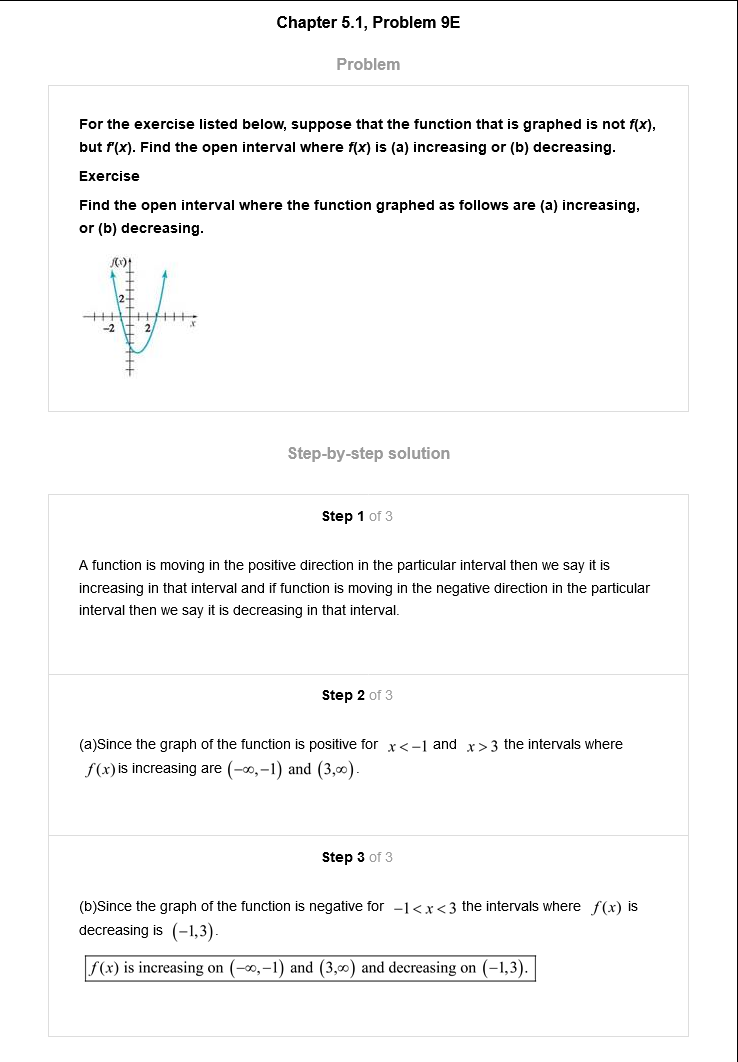 Chapter 5.1, Problem 9E
Problem
For the exercise listed below, suppose that the function that is graphed is not f(x),
but f'(x). Find the open interval where f(x) is (a) increasing or (b) decreasing.
Exercise
Find the open interval where the function graphed as follows are (a) increasing,
or (b) decreasing.
f(x)
2
-2
2
x
Step-by-step solution
Step 1 of 3
A function is moving in the positive direction in the particular interval then we say it is
increasing in that interval and if function is moving in the negative direction in the particular
interval then we say it is decreasing in that interval.
Step 2 of 3
(a)Since the graph of the function is positive for x < −1 and x > 3 the intervals where
f(x) is increasing are (−∞,−1) and (3,∞).
Step 3 of 3
(b)Since the graph of the function is negative for −1 < x < 3 the intervals where f(x) is
decreasing is (−1,3).
f(x) is increasing on (−∞,−1) and (3,∞) and decreasing on (−1,3).